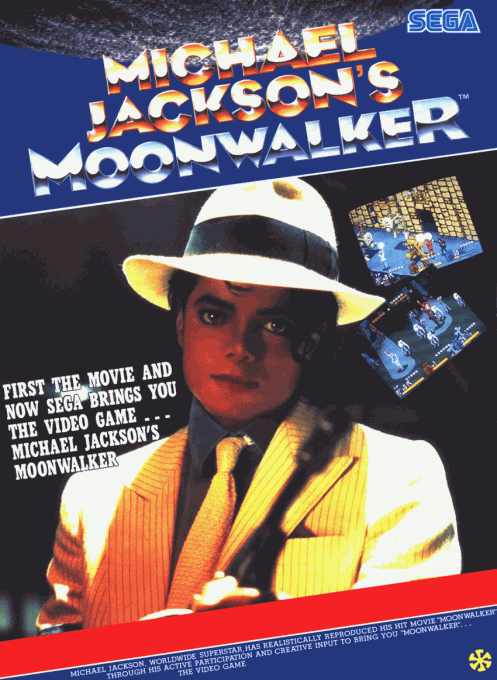 SEGA
MICHAEL
JACKSON'S
MOONWALKER™
FIRST THE MOVIE AND
NOW SEGA BRINGS YOU
THE VIDEO GAME - - -
MICHAEL JACKSON'S
MOONWALKER
MICHAEL JACKSON, WORLDWIDE SUPERSTAR, HAS REALISTICALLY REPRODUCED HIS HIT MOVIE "MOONWALKER"
THROUGH HIS ACTIVE PARTICIPATION AND CREATIVE INPUT TO BRING YOU "MOONWALKER". . .
THE VIDEO GAME